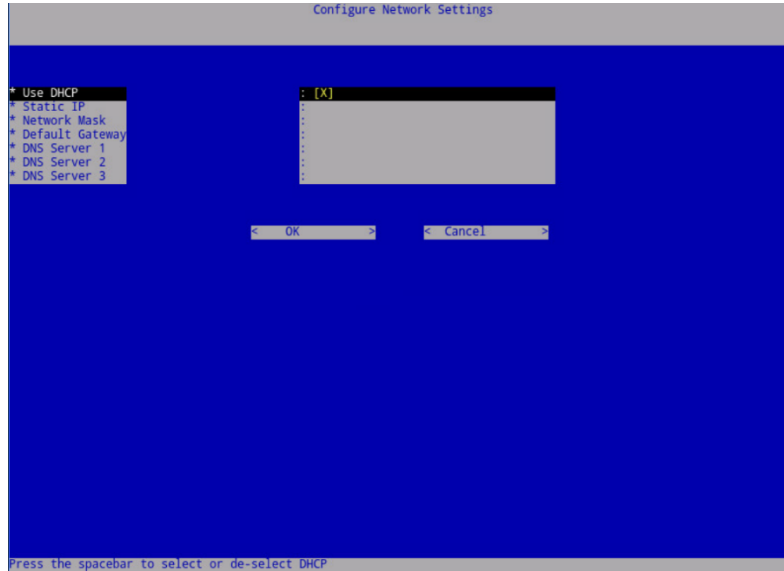 Configure Network Settings
* Use DHCP : [X]
* Static IP :
* Network Mask :
* Default Gateway :
* DNS Server 1 :
* DNS Server 2 :
* DNS Server 3 :
< OK > < Cancel >
Press the spacebar to select or de-select DHCP